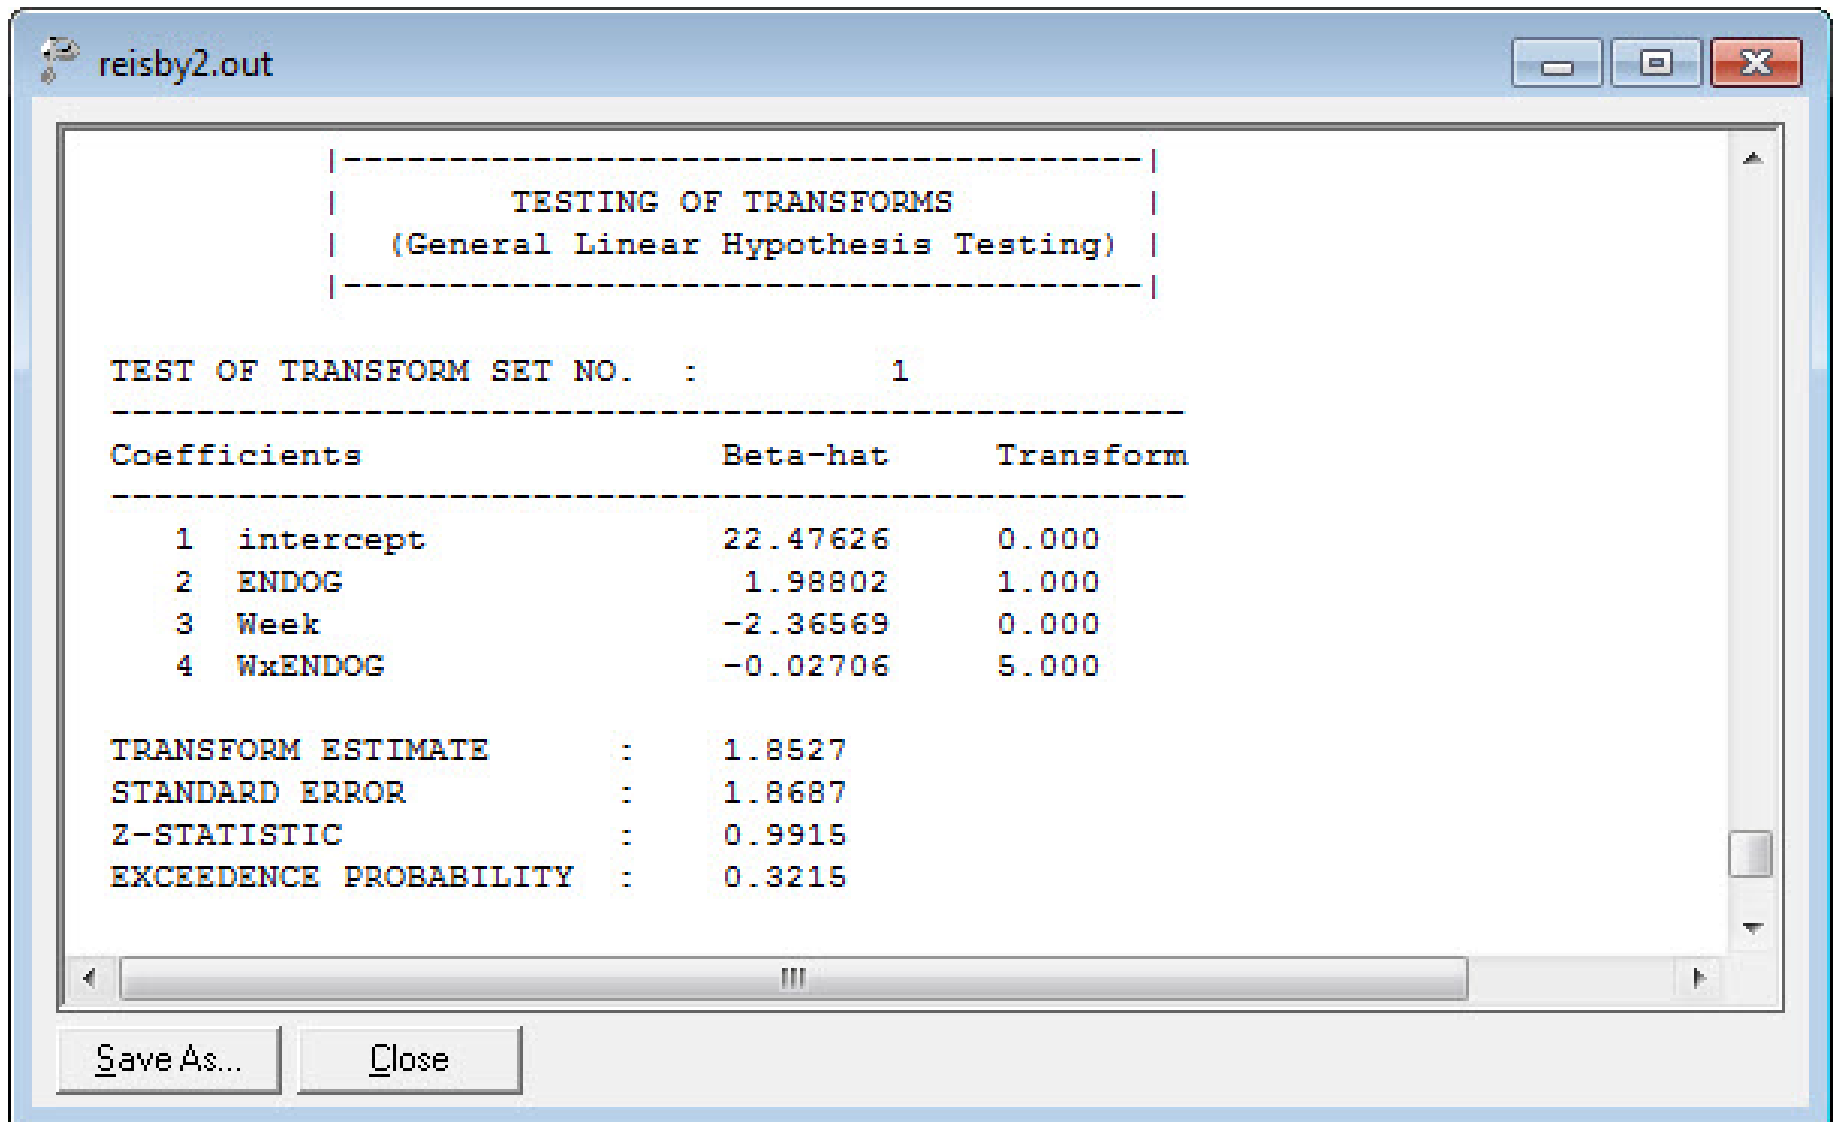 reisby2.out
|--------------------------------------|
| TESTING OF TRANSFORMS |
| (General Linear Hypothesis Testing) |
|--------------------------------------|
TEST OF TRANSFORM SET NO. : 1
---------------------------------------------------
Coefficients Beta-hat Transform
---------------------------------------------------
1 intercept 22.47626 0.000
2 ENDOG 1.98802 1.000
3 Week -2.36569 0.000
4 WxENDOG -0.02706 5.000
TRANSFORM ESTIMATE : 1.8527
STANDARD ERROR : 1.8687
Z-STATISTIC : 0.9915
EXCEEDENCE PROBABILITY : 0.3215
Save As... Close